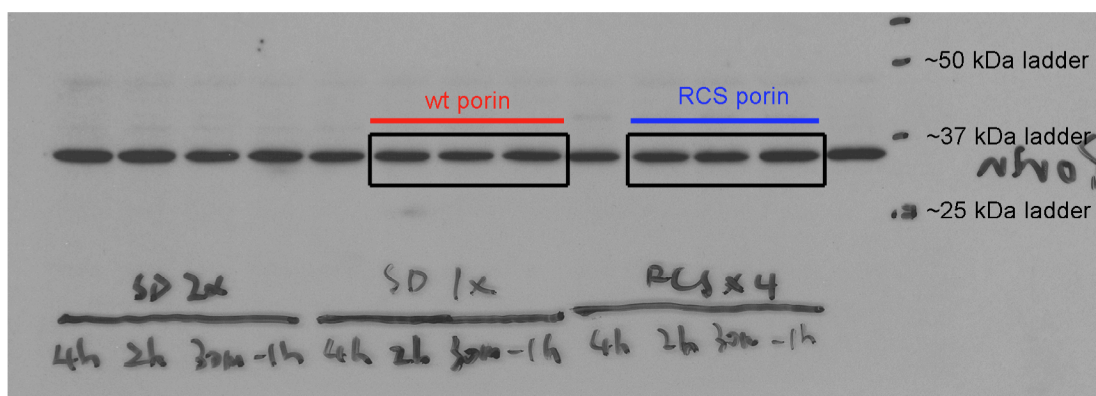 ~50 kDa ladder
wt porin RCS porin
~37 kDa ladder
~25 kDa ladder
SD 2x SD 1x RCS x 4
4h 2h 30m -1h 4h 2h 30m -1h 4h 2h 30m -1h